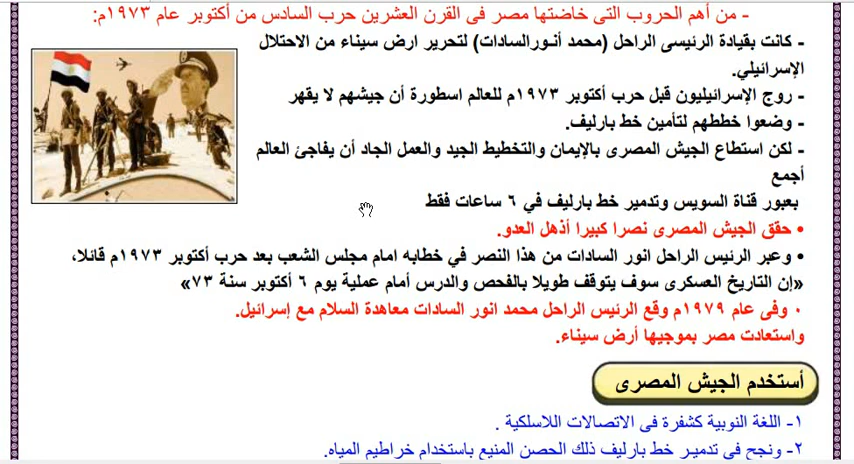 - من أهم الحروب التى خاضتها مصر فى القرن العشرين حرب السادس من أكتوبر عام ١٩٧٣م:
- كانت بقيادة الرئيسى الراحل (محمد أنورالسادات) لتحرير ارض سيناء من الاحتلال
الإسرائيلي.
- روج الإسرائيليون قبل حرب أكتوبر ١٩٧٣م للعالم اسطورة أن جيشهم لا يقهر
- وضعوا خططهم لتأمين خط بارليف.
- لكن استطاع الجيش المصرى بالإيمان والتخطيط الجيد والعمل الجاد أن يفاجئ العالم
أجمع
بعبور قناة السويس وتدمير خط بارليف في ٦ ساعات فقط
• حقق الجيش المصرى نصرا كبيرا أذهل العدو.
• وعبر الرئيس الراحل انور السادات من هذا النصر في خطابه امام مجلس الشعب بعد حرب أكتوبر ١٩٧٣م قائلا،
«إن التاريخ العسكرى سوف يتوقف طويلا بالفحص والدرس أمام عملية يوم ٦ أكتوبر سنة ٧٣»
٠ وفى عام ١٩٧٩م وقع الرئيس الراحل محمد انور السادات معاهدة السلام مع إسرائيل.
واستعادت مصر بموجبها أرض سيناء.
أستخدم الجيش المصرى
١- اللغة النوبية كشفرة فى الاتصالات اللاسلكية .
٢- ونجح فى تدمير خط بارليف ذلك الحصن المنيع باستخدام خراطيم المياه.